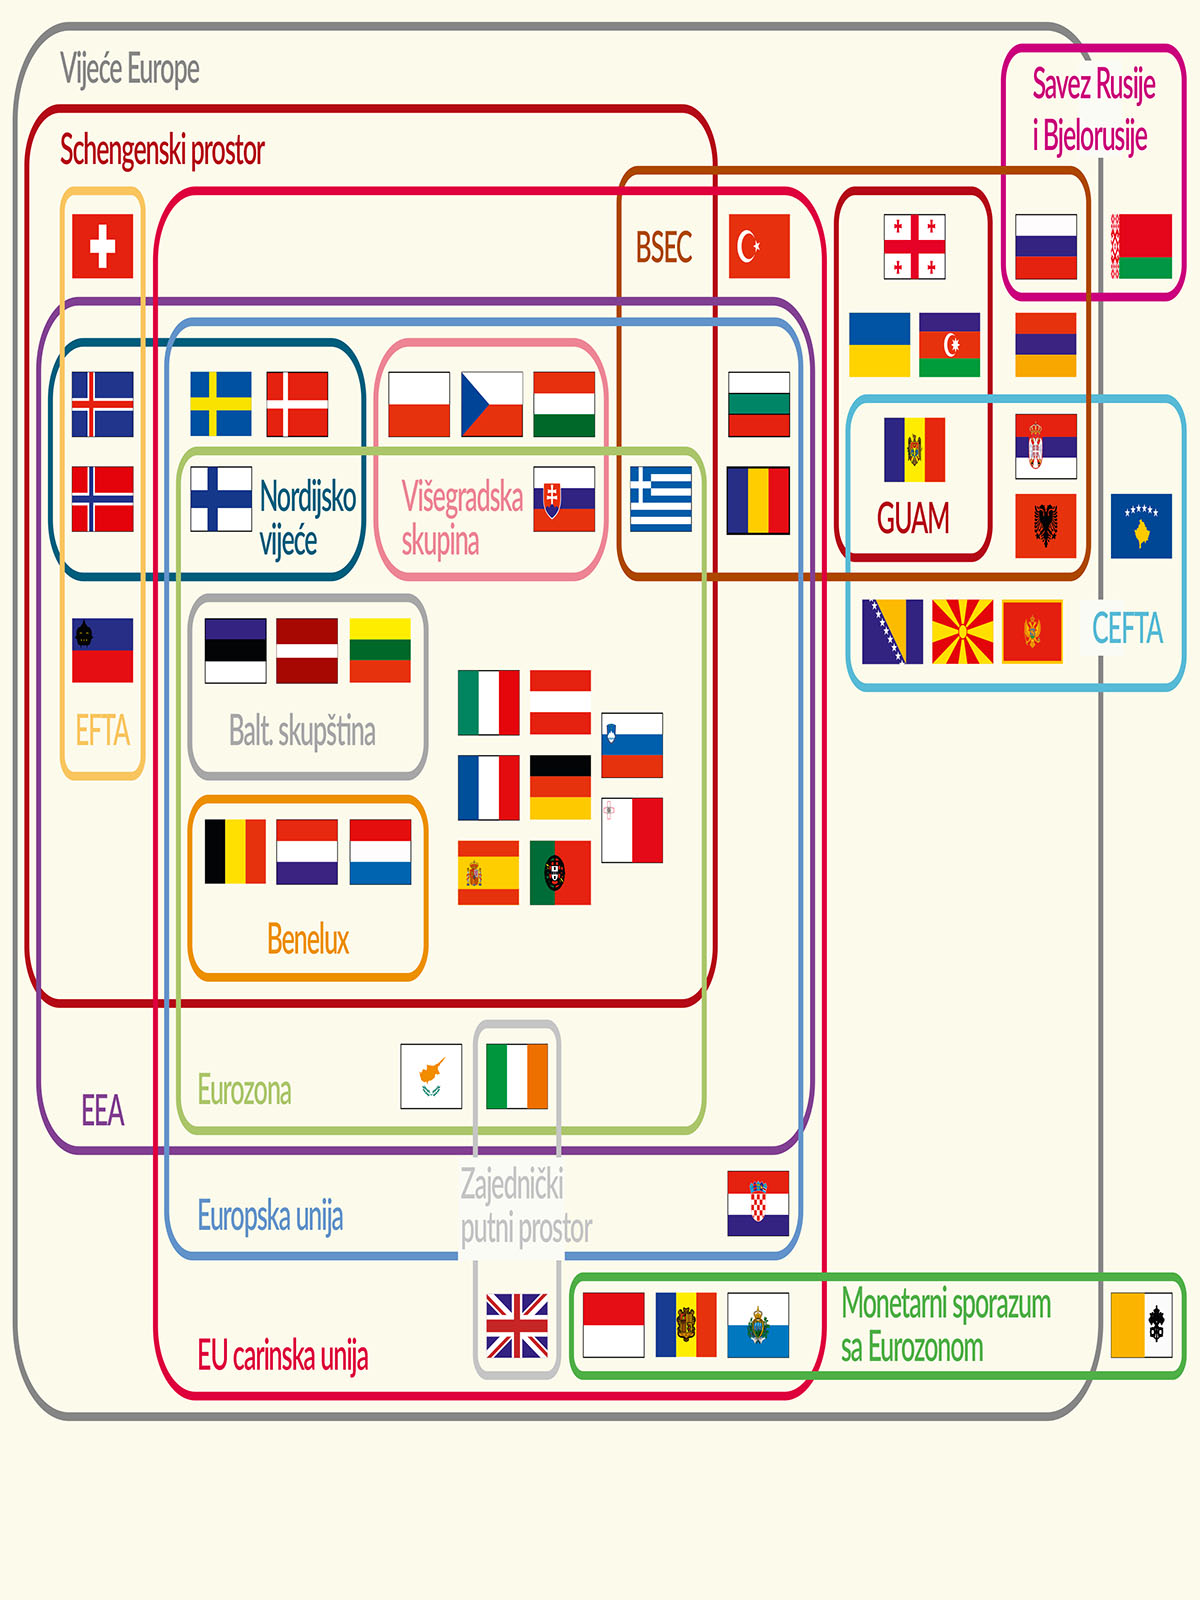 Vijeće Europe
Savez Rusije
i Bjelorusije
Schengenski prostor
BSEC
Nordijsko
vijeće
Višegradska
skupina
GUAM
CEFTA
EFTA
Balt. skupština
Benelux
Eurozona
EEA
Zajednički
putni prostor
Europska unija
Monetarni sporazum
sa Eurozonom
EU carinska unija